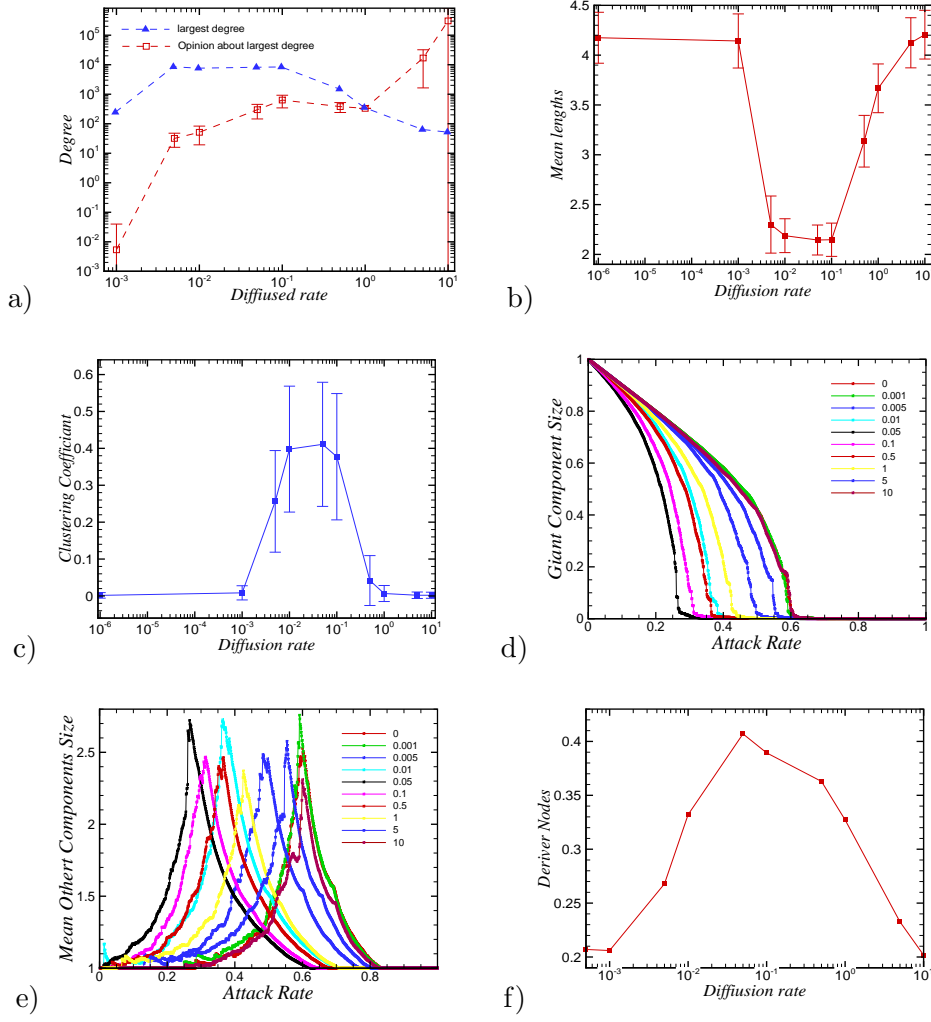 largest degree
Opinion about largest degree
Degree
10^5
10^4
10^3
10^2
10^1
10^0
10^-1
10^-2
10^-3
10^-3 10^-2 10^-1 10^0 10^1
Diffiused rate
a)
Mean lengths
4.5
4
3.5
3
2.5
2
10^-6 10^-5 10^-4 10^-3 10^-2 10^-1 10^0 10^1
Diffusion rate
b)
Clustering Coefficiant
0.6
0.5
0.4
0.3
0.2
0.1
0
10^-6 10^-5 10^-4 10^-3 10^-2 10^-1 10^0 10^1
Diffusion rate
c)
Giant Component Size
1
0.8
0.6
0.4
0.2
0
0
0.001
0.005
0.01
0.05
0.1
0.5
1
5
10
0 0.2 0.4 0.6 0.8 1
Attack Rate
d)
Mean Othert Components Size
2.5
2
1.5
1
0
0.001
0.005
0.01
0.05
0.1
0.5
1
5
10
0 0.2 0.4 0.6 0.8 1
Attack Rate
e)
Deriver Nodes
0.4
0.35
0.3
0.25
0.2
10^-3 10^-2 10^-1 10^0 10^1
Diffusion rate
f)